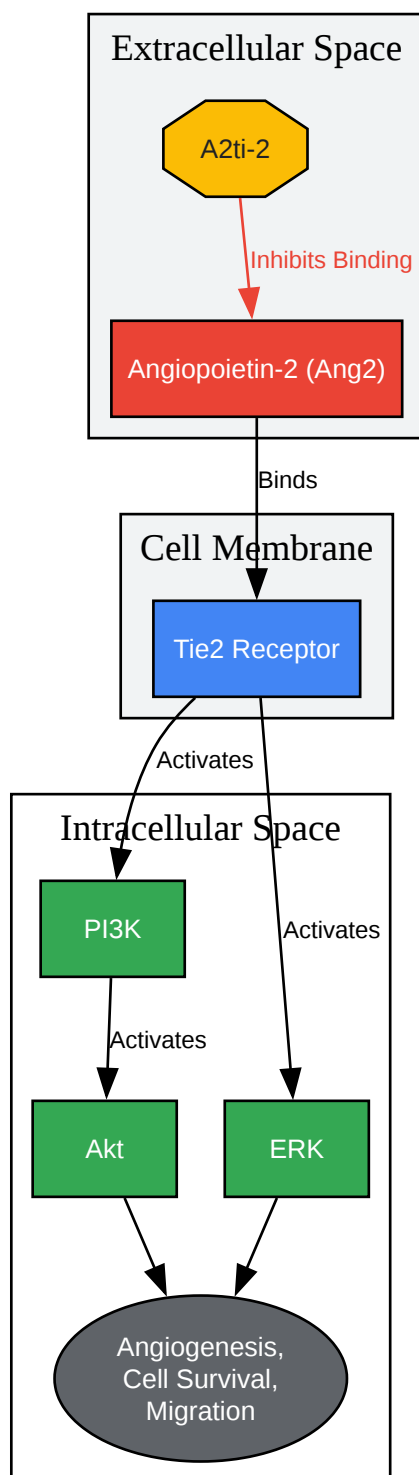 Extracellular Space
A2ti-2
Inhibits Binding
Angiopoietin-2 (Ang2)
Binds
Cell Membrane
Tie2 Receptor
Activates
Intracellular Space
PI3K
Activates
Activates
Akt
ERK
Angiogenesis,
Cell Survival,
Migration